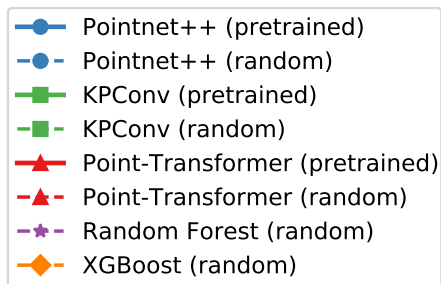 Pointnet++ (pretrained)
Pointnet++ (random)
KPConv (pretrained)
KPConv (random)
Point-Transformer (pretrained)
Point-Transformer (random)
Random Forest (random)
XGBoost (random)